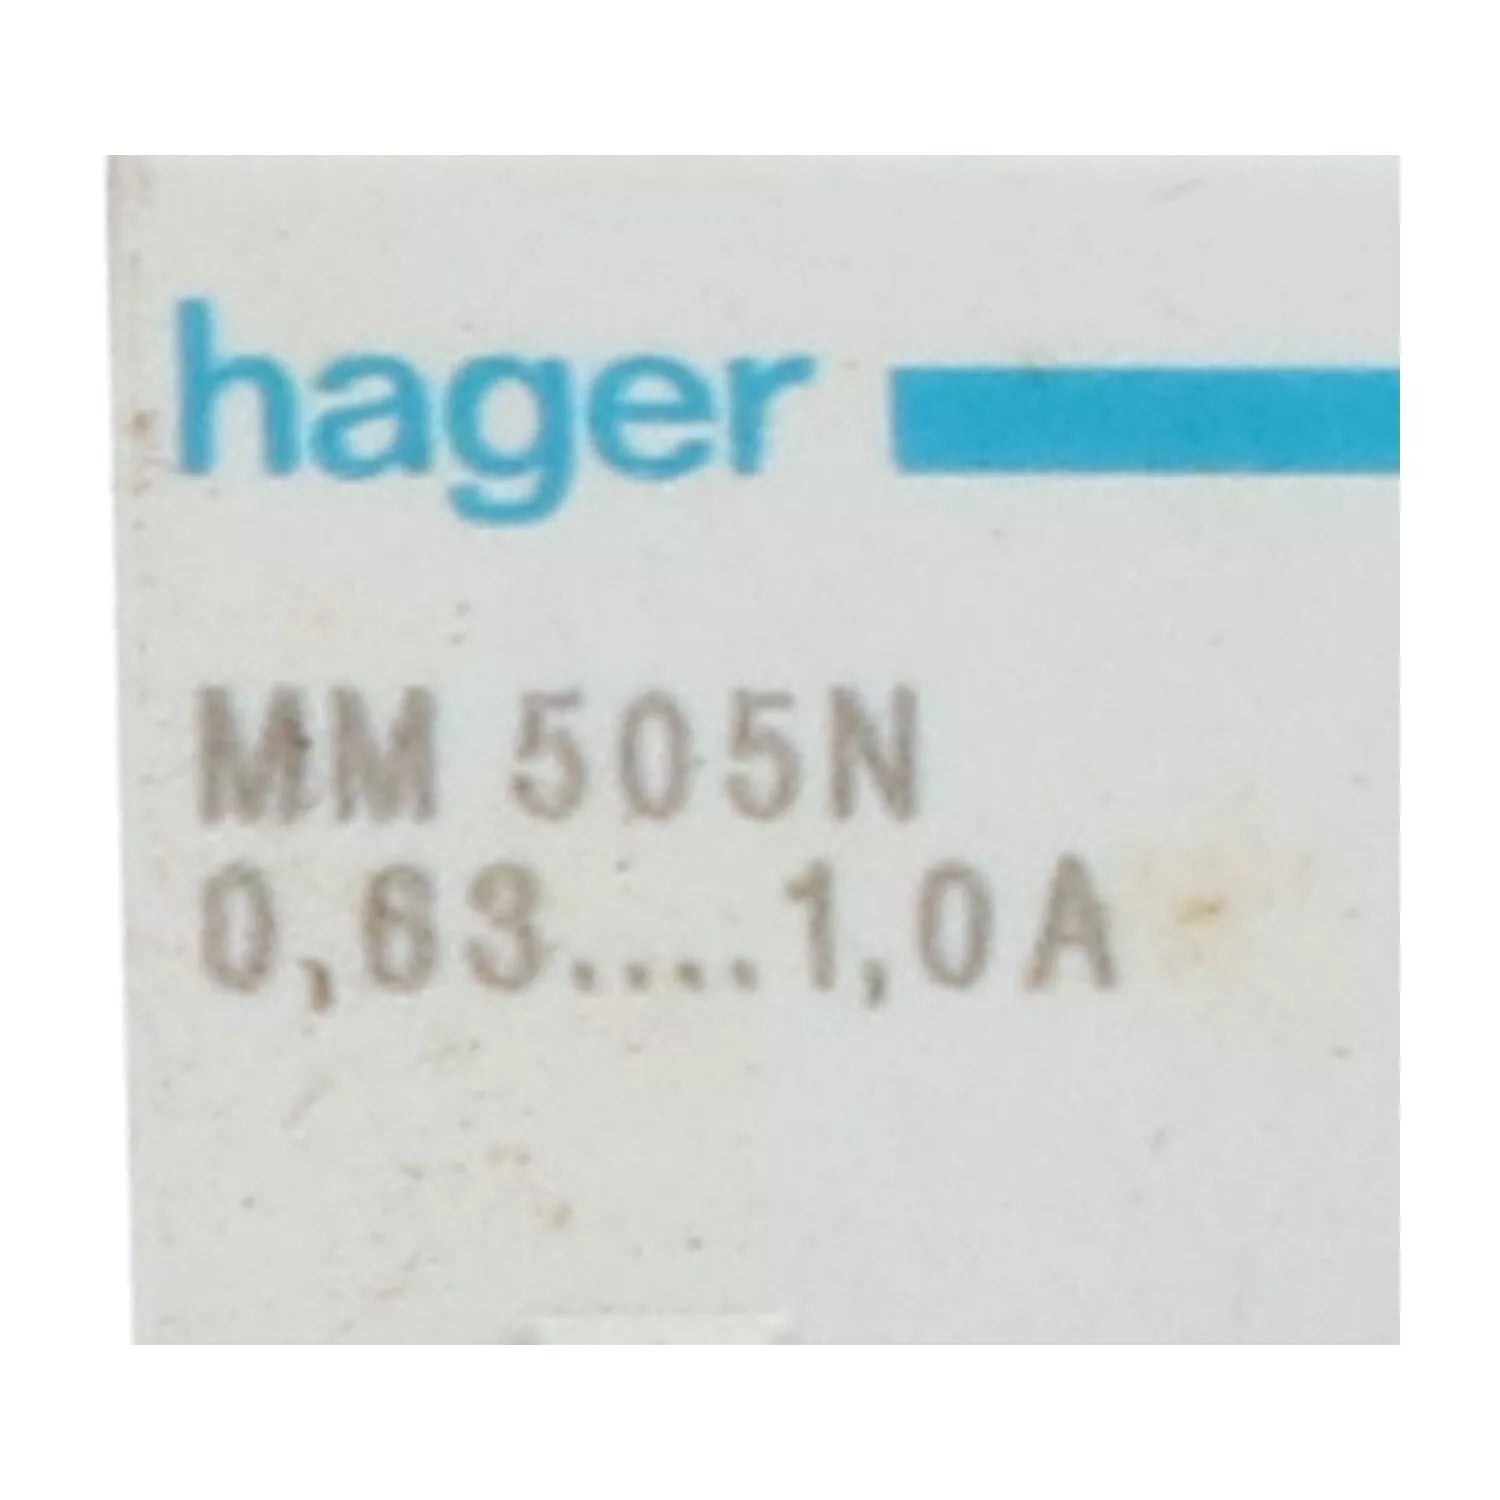 hager
MM 505N
0,63....1,0A